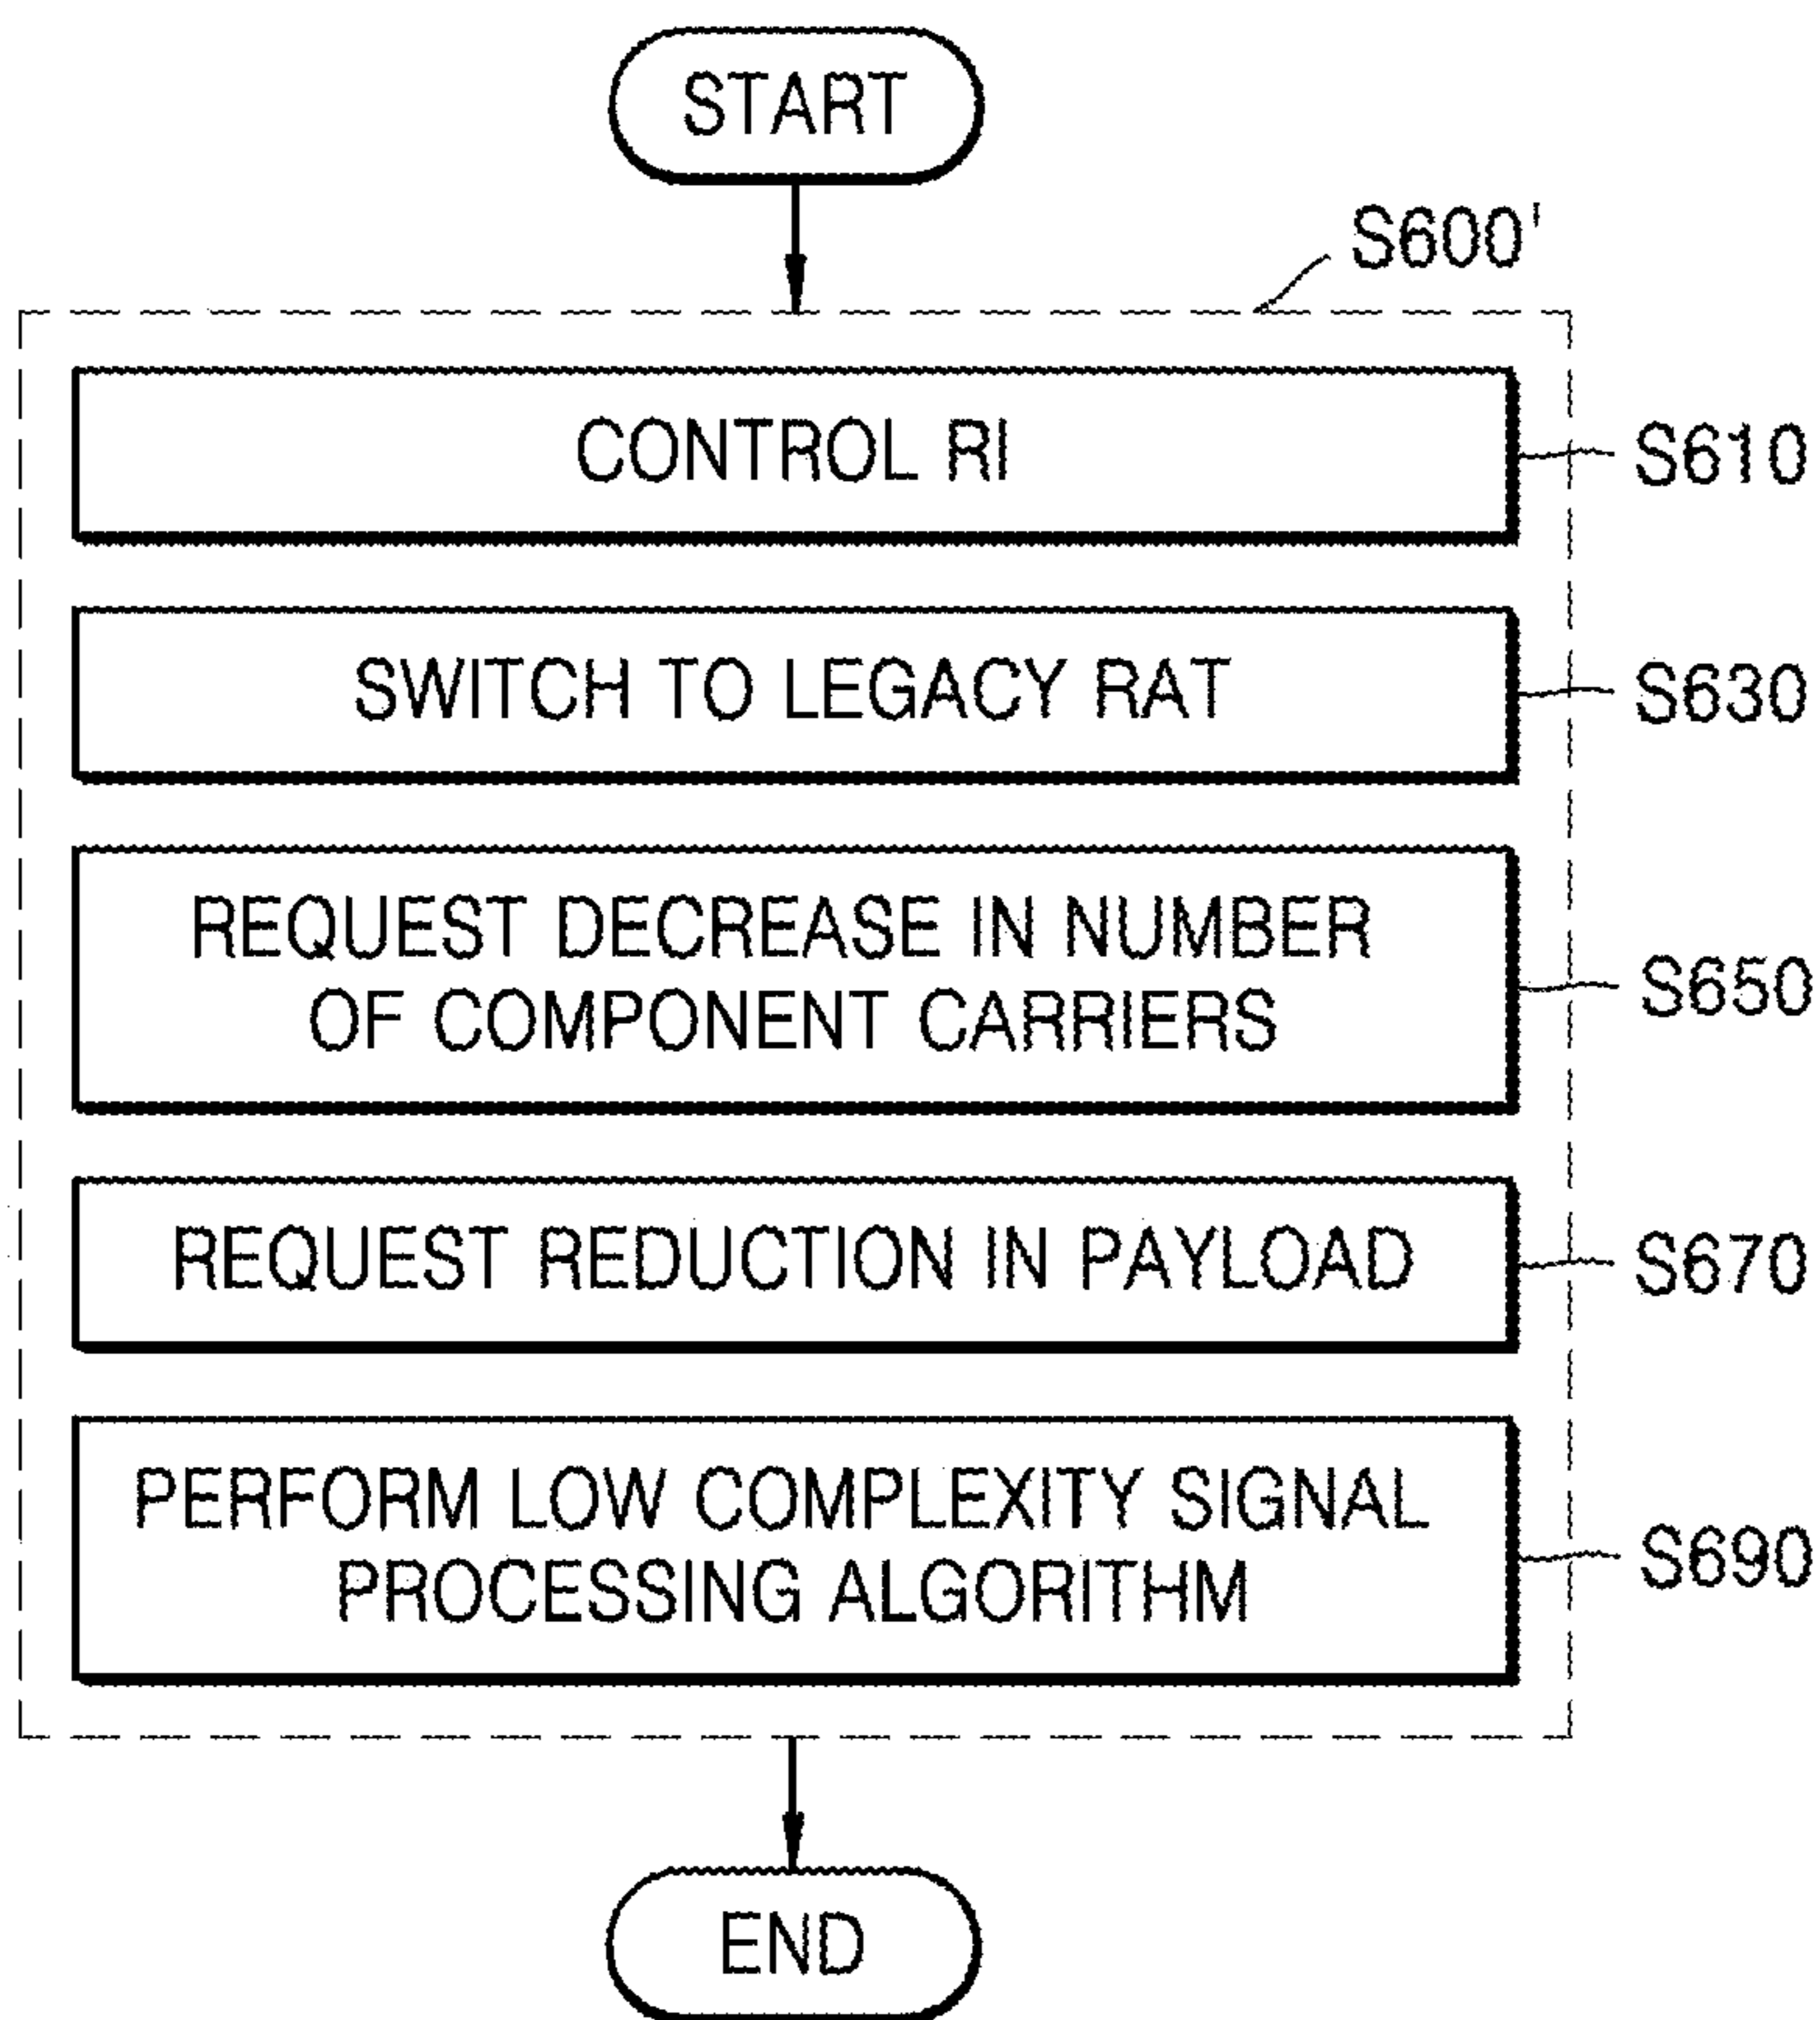 START
S600'
CONTROL RI
S610
SWITCH TO LEGACY RAT
S630
REQUEST DECREASE IN NUMBER
OF COMPONENT CARRIERS
S650
REQUEST REDUCTION IN PAYLOAD
S670
PERFORM LOW COMPLEXITY SIGNAL
PROCESSING ALGORITHM
S690
END